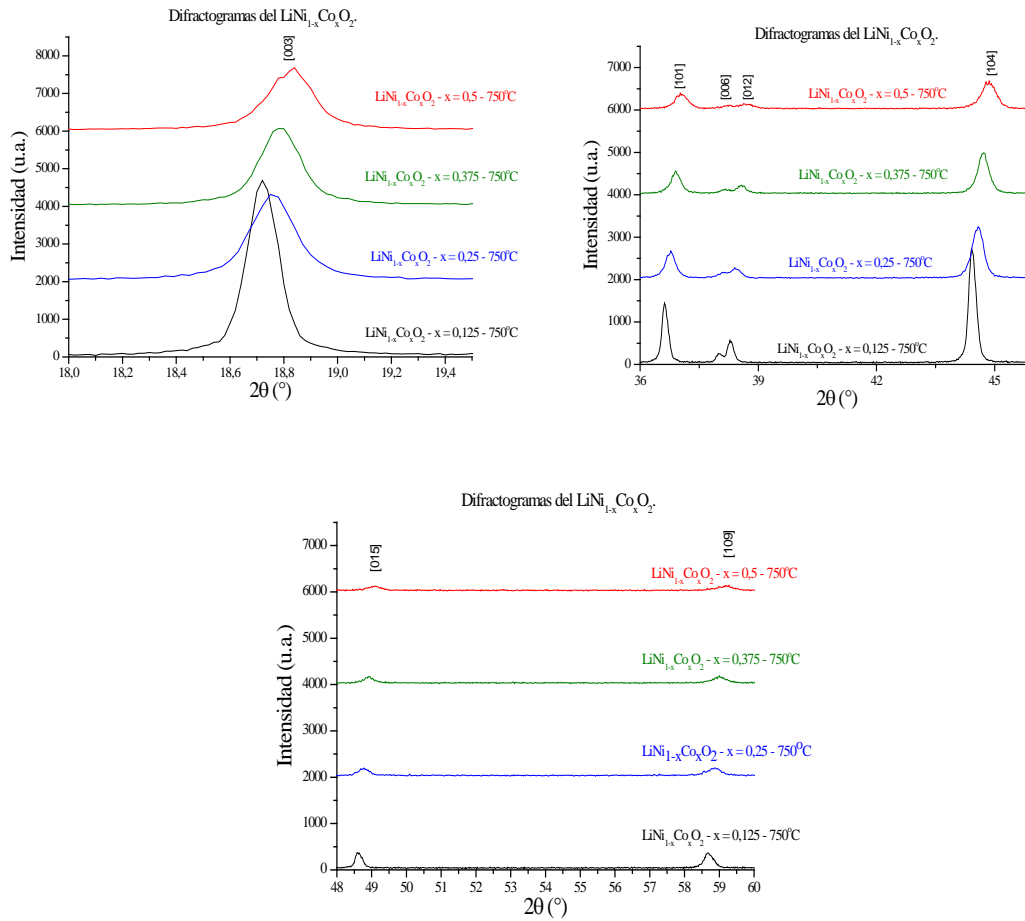 Difractogramas del LiNi1-xCoxO2.
[003]
8000
7000
6000
5000
4000
3000
2000
1000
0
Intensidad (u.a.)
LiNi1-xCoxO2 - x = 0,5 - 750°C
LiNi1-xCoxO2 - x = 0,375 - 750°C
LiNi1-xCoxO2 - x = 0,25 - 750°C
LiNi1-xCoxO2 - x = 0,125 - 750°C
18,0 18,2 18,4 18,6 18,8 19,0 19,2 19,4
2θ (°)
Difractogramas del LiNi1-xCoxO2.
[101] [006] [012] [104]
7000
6000
5000
4000
3000
2000
1000
0
Intensidad (u.a.)
LiNi1-xCoxO2 - x = 0,5 - 750°C
LiNi1-xCoxO2 - x = 0,375 - 750°C
LiNi1-xCoxO2 - x = 0,25 - 750°C
LiNi1-xCoxO2 - x = 0,125 - 750°C
36 39 42 45
2θ (°)
Difractogramas del LiNi1-xCoxO2.
[015] [109]
7000
6000
5000
4000
3000
2000
1000
0
Intensidad (u.a.)
LiNi1-xCoxO2 - x = 0,5 - 750°C
LiNi1-xCoxO2 - x = 0,375 - 750°C
LiNi1-xCoxO2 - x = 0,25 - 750°C
LiNi1-xCoxO2 - x = 0,125 - 750°C
48 49 50 51 52 53 54 55 56 57 58 59 60
2θ (°)